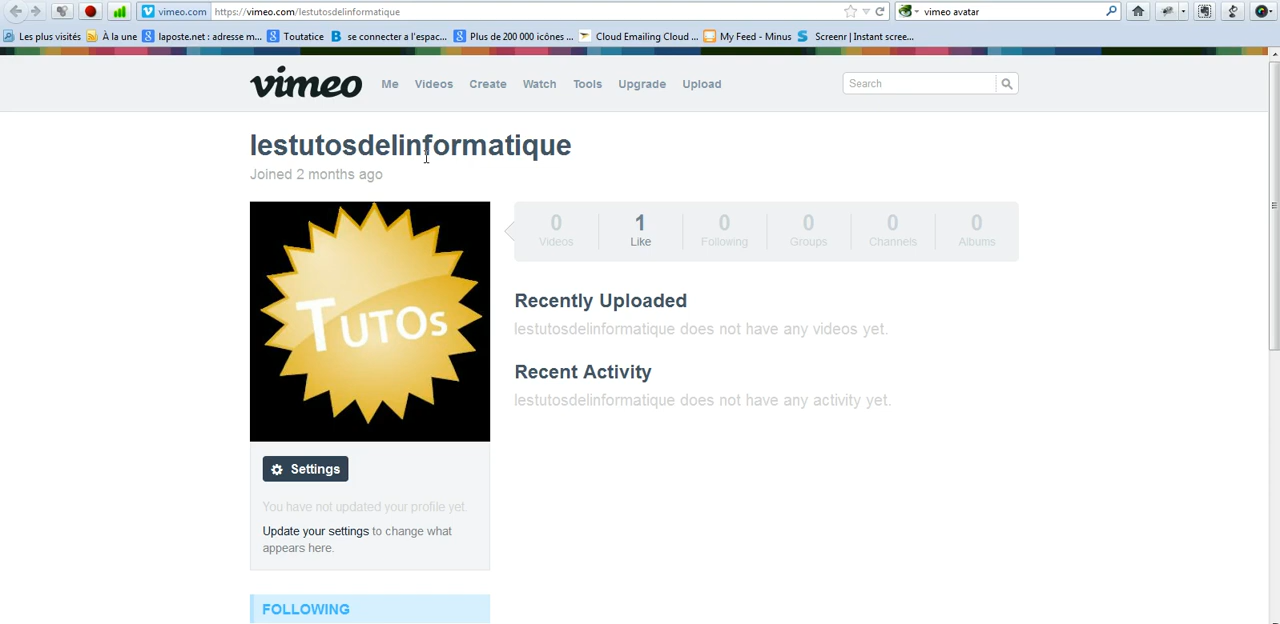 vimeo.com https://vimeo.com/lestutosdelinformatique vimeo avatar
Les plus visités À la une laposte.net : adresse m... Toutatice se connecter a l'espac... Plus de 200 000 icônes ... Cloud Emailing Cloud ... My Feed - Minus Screenr | Instant scree...
vimeo Me Videos Create Watch Tools Upgrade Upload Search
lestutosdelinformatique
Joined 2 months ago
TUTOs
0 1 0 0 0 0
Videos Like Following Groups Channels Albums
Recently Uploaded
lestutosdelinformatique does not have any videos yet.
Recent Activity
lestutosdelinformatique does not have any activity yet.
Settings
You have not updated your profile yet.
Update your settings to change what
appears here.
FOLLOWING